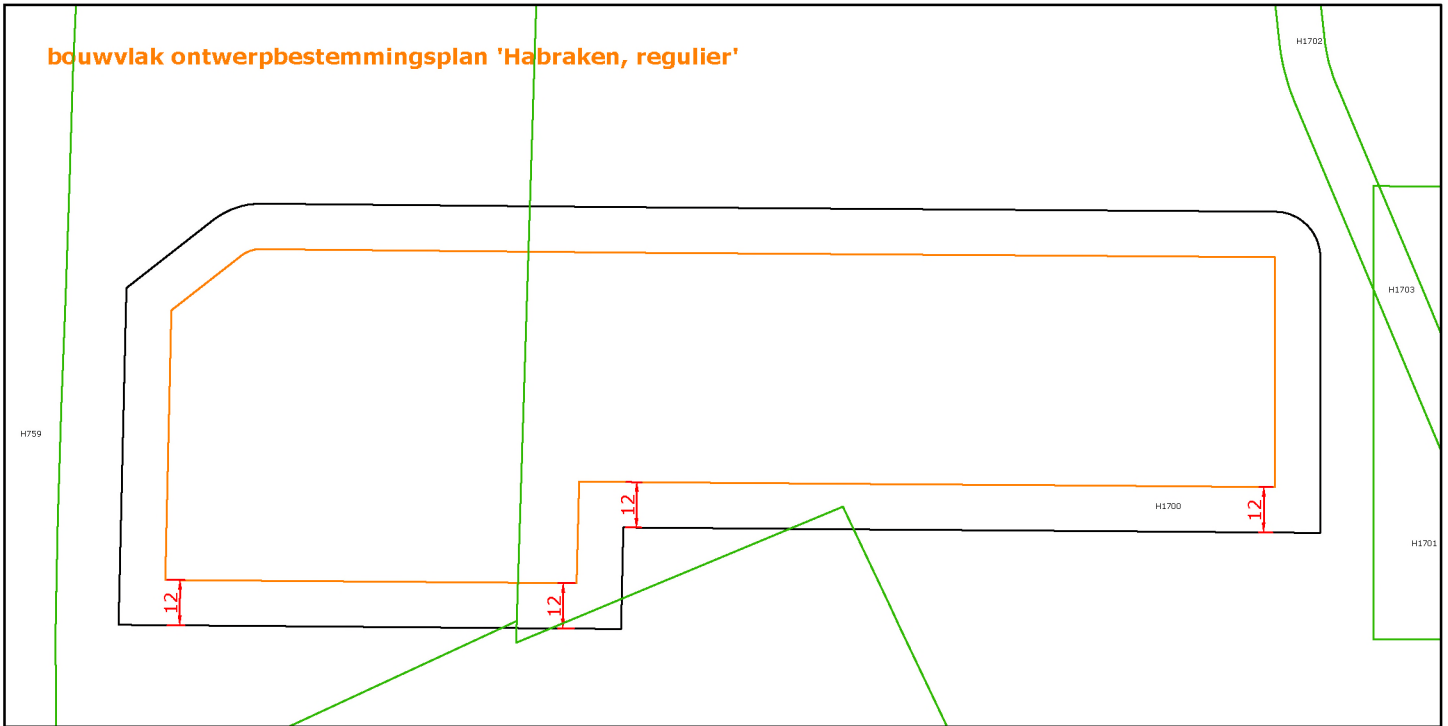 H1702
bouwvlak ontwerpbestemmingsplan 'Habraken, regulier'
H1703
H759
12
12
H1700
H1701
12
12